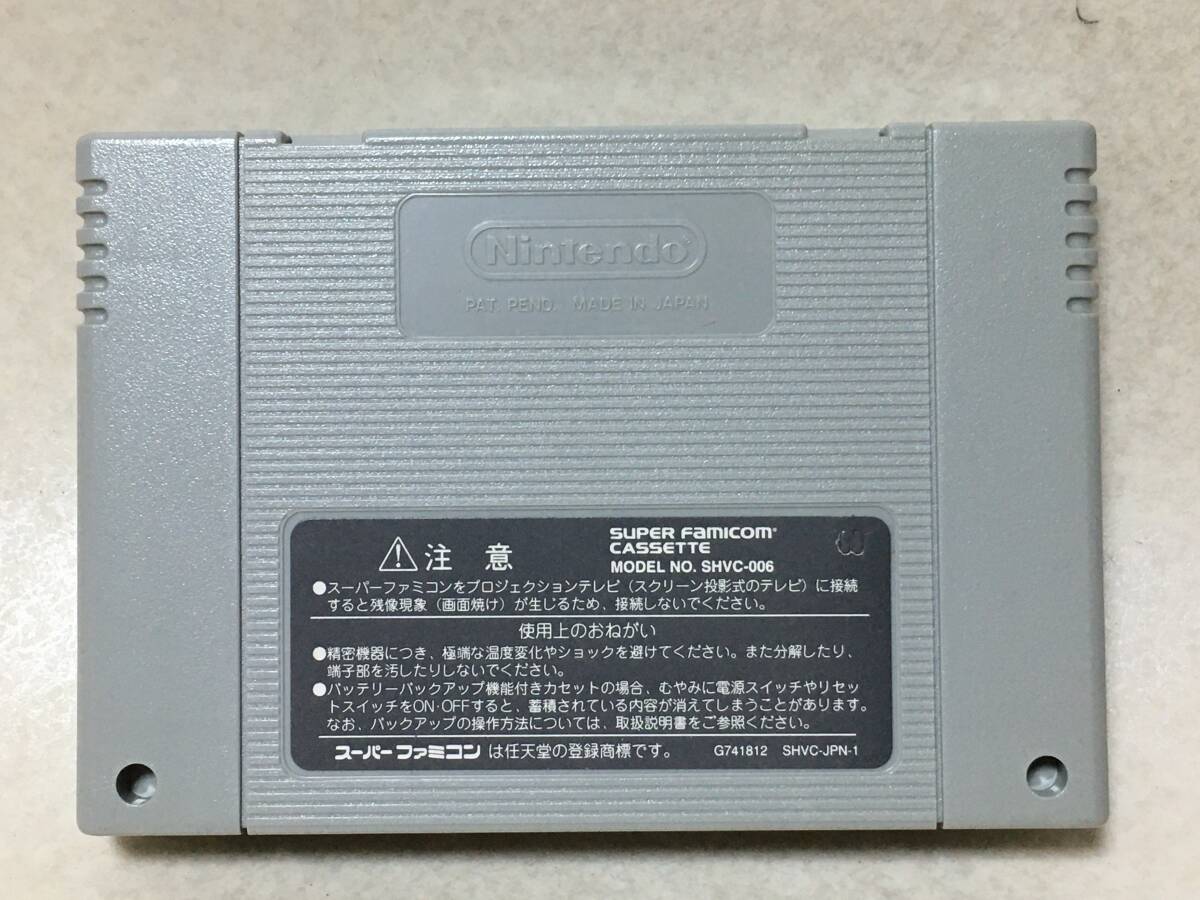 Nintendo
PAT. PEND. MADE IN JAPAN
SUPER FAMICOM
CASSETTE
MODEL NO. SHVC-006
注 意
●スーパーファミコンをプロジェクションテレビ（スクリーン投影式のテレビ）に接続
すると残像現象（画面焼け）が生じるため、接続しないでください。
使用上のおねがい
●精密機器につき、極端な温度変化やショックを避けてください。また分解したり、
端子部を汚したりしないでください。
●バッテリーバックアップ機能付きカセットの場合、むやみに電源スイッチやリセッ
トスイッチをON・OFFすると、蓄積されている内容が消えてしまうことがあります。
なお、バックアップの操作方法については、取扱説明書をご参照ください。
スーパーファミコン は任天堂の登録商標です。 G741812 SHVC-JPN-1